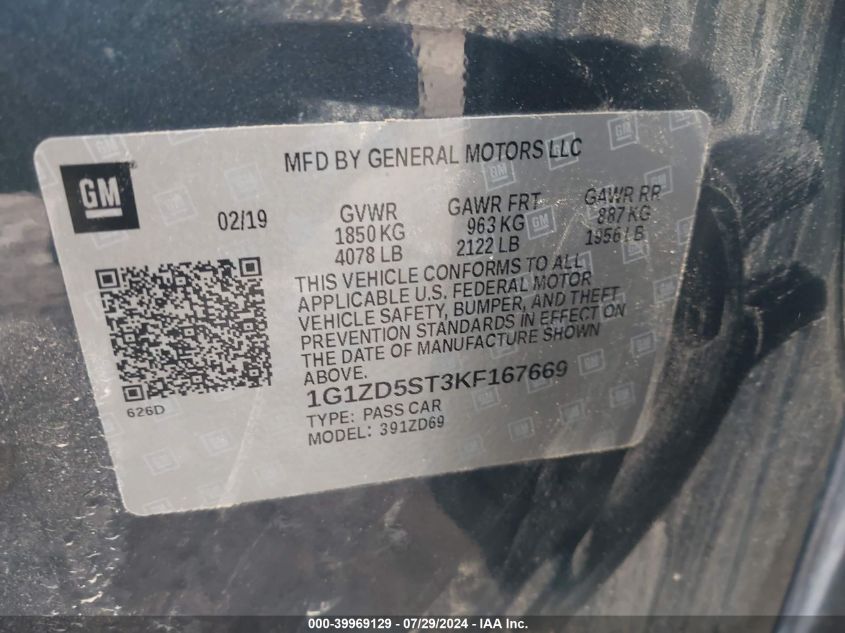 MFD BY GENERAL MOTORS LLC
GM
02/19
GVWR
1850 KG
4078 LB
GAWR FRT
963 KG
2122 LB
GAWR RR
887 KG
1956 LB
THIS VEHICLE CONFORMS TO ALL
APPLICABLE U.S. FEDERAL MOTOR
VEHICLE SAFETY, BUMPER, AND THEFT
PREVENTION STANDARDS IN EFFECT ON
THE DATE OF MANUFACTURE SHOWN
ABOVE.
1G1ZD5ST3KF167669
TYPE: PASS CAR
MODEL: 391ZD69
626D
000-39969129 - 07/29/2024 - IAA Inc.